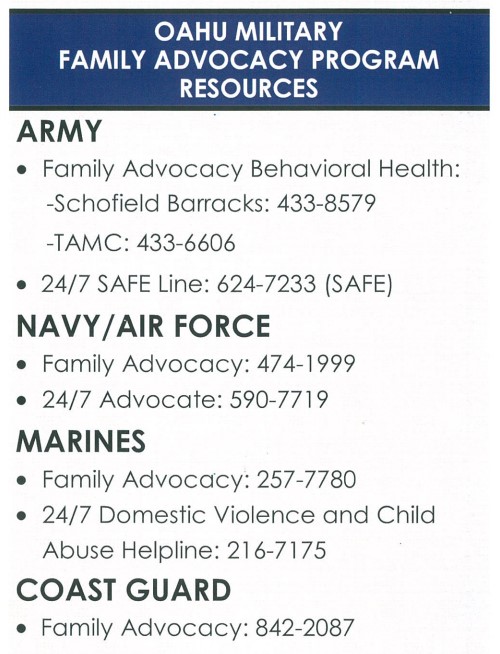 OAHU MILITARY
FAMILY ADVOCACY PROGRAM
RESOURCES
ARMY
• Family Advocacy Behavioral Health:
-Schofield Barracks: 433-8579
-TAMC: 433-6606
• 24/7 SAFE Line: 624-7233 (SAFE)
NAVY/AIR FORCE
• Family Advocacy: 474-1999
• 24/7 Advocate: 590-7719
MARINES
• Family Advocacy: 257-7780
• 24/7 Domestic Violence and Child
Abuse Helpline: 216-7175
COAST GUARD
• Family Advocacy: 842-2087